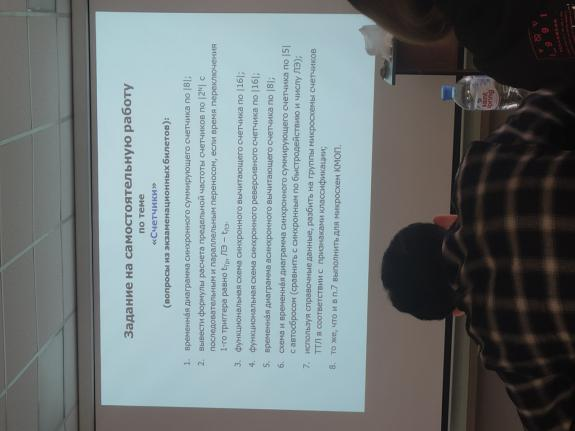 Задание на самостоятельную работу
по теме
«Счетчики»
(вопросы из экзаменационных билетов):
1. временная диаграмма синхронного суммирующего счетчика по |8|;
2. вывести формулы расчета предельной частоты счетчиков по |2ᴺ| с
последовательным и параллельным переносом, если время переключения
1-го триггера равно tтр, ЛЭ – tлэ.
3. функциональная схема синхронного вычитающего счетчика по |16|;
4. функциональная схема синхронного реверсивного счетчика по |16|;
5. временная диаграмма асинхронного вычитающего счетчика по |8|;
6. схема и временная диаграмма синхронного суммирующего счетчика по |5|
с автосбросом (сравнить с синхронным по быстродействию и числу ЛЭ);
7. используя справочные данные, разбить на группы микросхемы счетчиков
ТТЛ в соответствии с признаками классификации;
8. то же, что и в п.7 выполнить для микросхем КМОП.